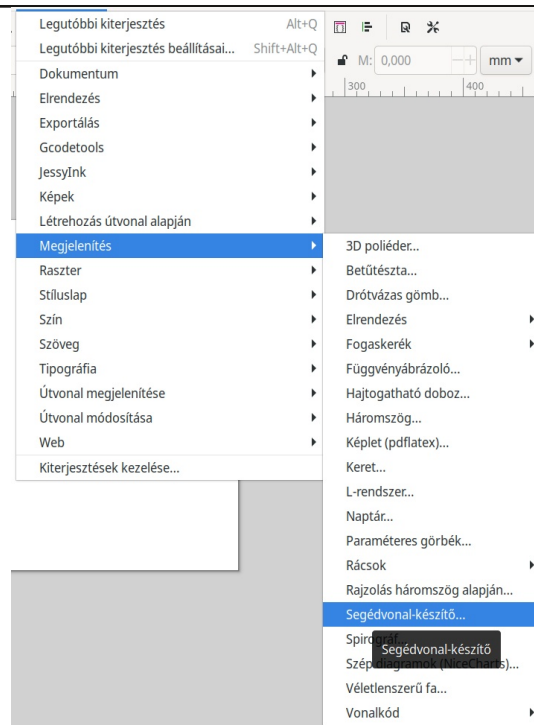 Legutóbbi kiterjesztés Alt+Q
Legutóbbi kiterjesztés beállításai... Shift+Alt+Q
M: 0,000 − + mm
300 400
Dokumentum
Elrendezés
Exportálás
Gcodetools
JessyInk
Képek
Létrehozás útvonal alapján
Megjelenítés
Raszter
Stíluslap
Szín
Szöveg
Tipográfia
Útvonal megjelenítése
Útvonal módosítása
Web
Kiterjesztések kezelése...
3D poliéder...
Betűtészta...
Drótvázas gömb...
Elrendezés
Fogaskerék
Függvényábrázoló...
Hajtogatható doboz...
Háromszög...
Képlet (pdflatex)...
Keret...
L-rendszer...
Naptár...
Paraméteres görbék...
Rácsok
Rajzolás háromszög alapján...
Segédvonal-készítő...
Segédvonal-készítő
Szép diagramok (NiceCharts)...
Véletlenszerű fa...
Vonalkód